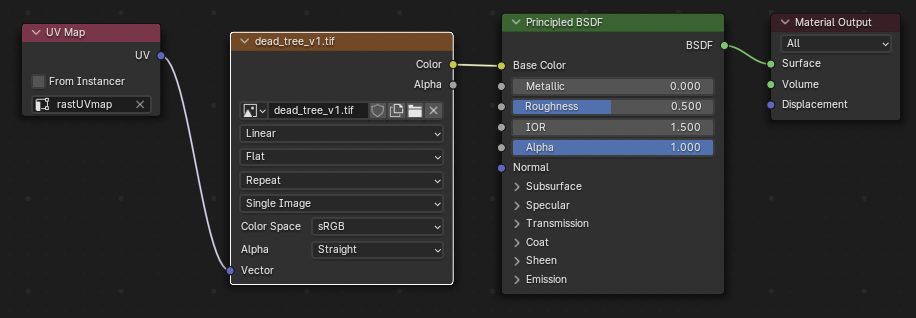 UV Map
UV
From Instancer
rastUVmap
dead_tree_v1.tif
Color
Alpha
dead_tree_v1.tif
Linear
Flat
Repeat
Single Image
Color Space sRGB
Alpha Straight
Vector
Principled BSDF
BSDF
Base Color
Metallic 0.000
Roughness 0.500
IOR 1.500
Alpha 1.000
Normal
Subsurface
Specular
Transmission
Coat
Sheen
Emission
Material Output
All
Surface
Volume
Displacement